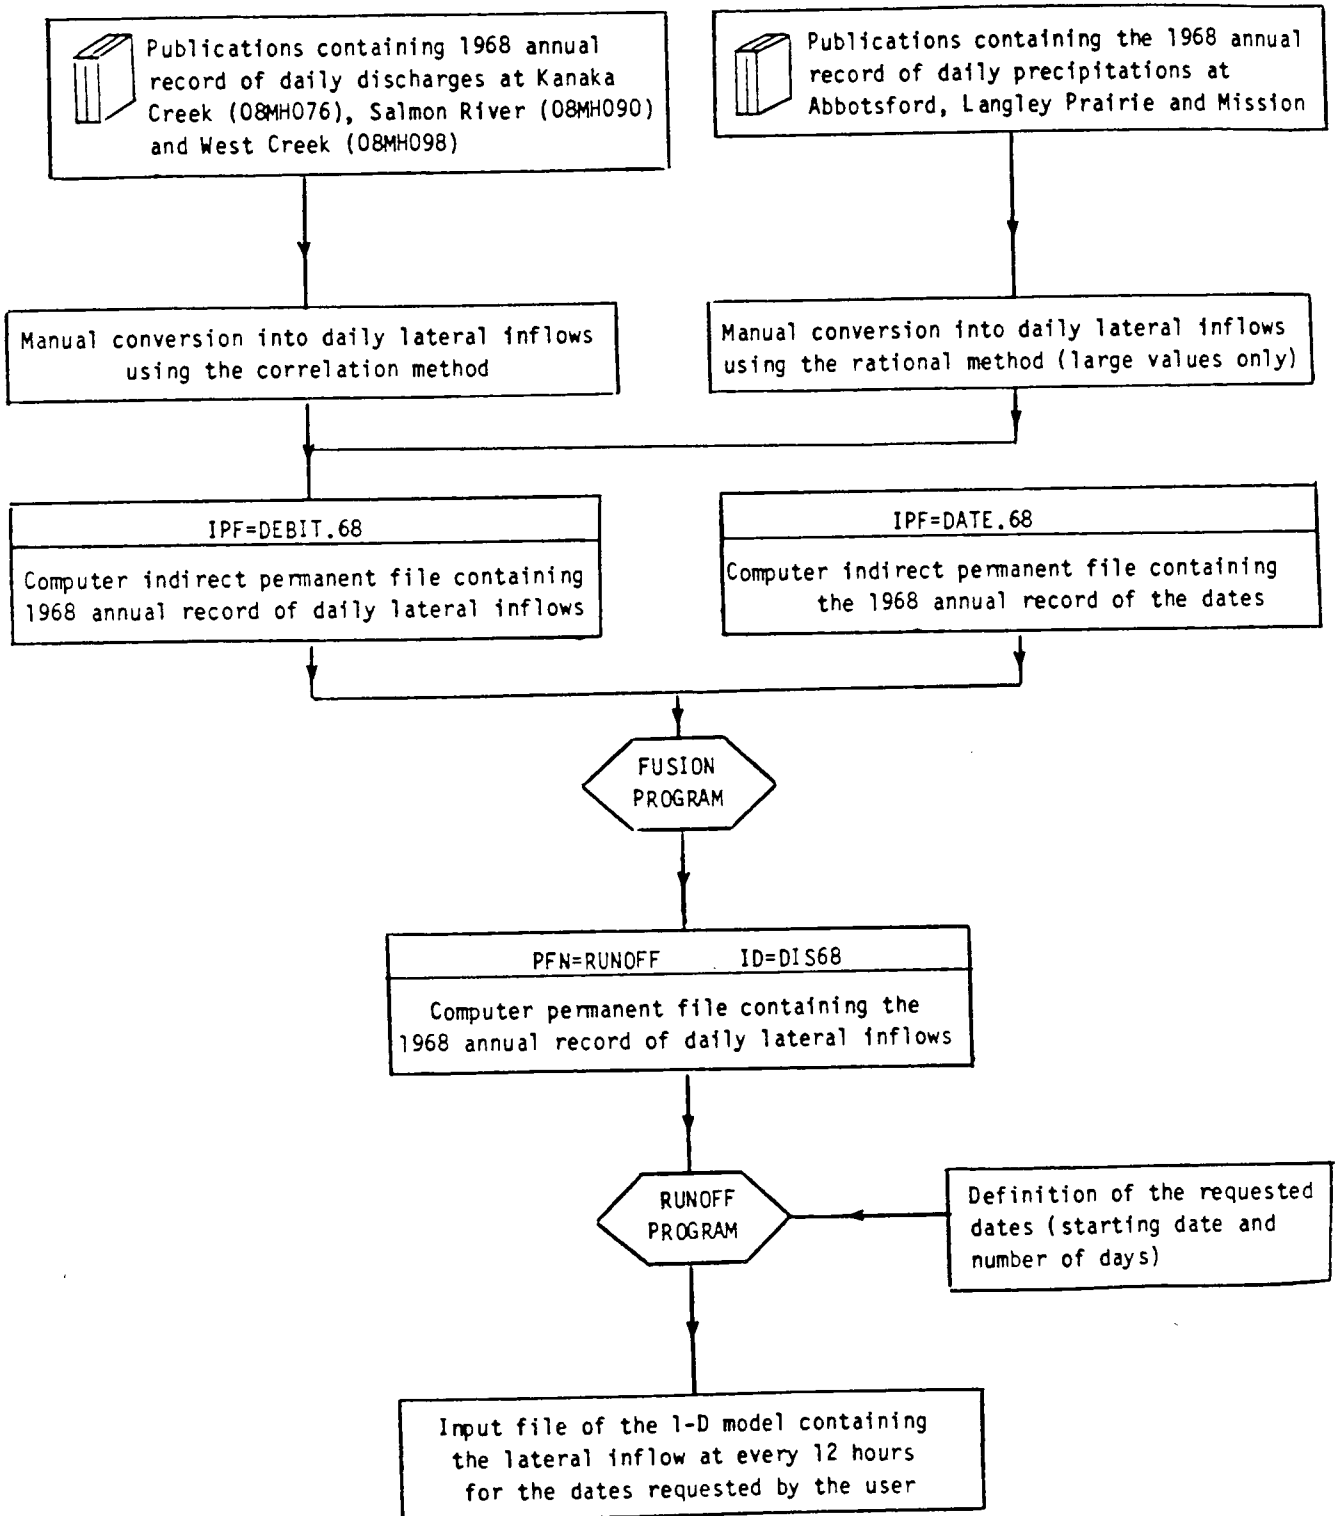 Publications containing 1968 annual
record of daily discharges at Kanaka
Creek (08MH076), Salmon River (08MH090)
and West Creek (08MH098)
Publications containing the 1968 annual
record of daily precipitations at
Abbotsford, Langley Prairie and Mission
Manual conversion into daily lateral inflows
using the correlation method
Manual conversion into daily lateral inflows
using the rational method (large values only)
IPF=DEBIT.68
Computer indirect permanent file containing
1968 annual record of daily lateral inflows
IPF=DATE.68
Computer indirect permanent file containing
the 1968 annual record of the dates
FUSION
PROGRAM
PFN=RUNOFF ID=DIS68
Computer permanent file containing the
1968 annual record of daily lateral inflows
RUNOFF
PROGRAM
Definition of the requested
dates (starting date and
number of days)
Input file of the 1-D model containing
the lateral inflow at every 12 hours
for the dates requested by the user